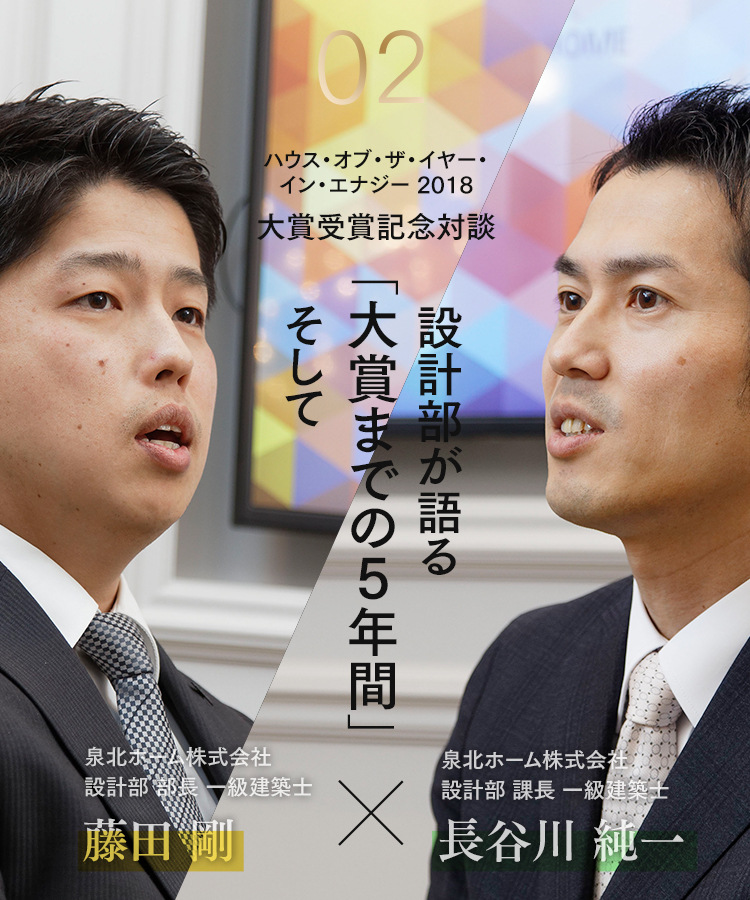 02
ハウス・オブ・ザ・イヤー・
イン・エナジー 2018
大賞受賞記念対談
設計部が語る
「大賞までの5年間」
そして
泉北ホーム株式会社
設計部 部長 一級建築士
藤田 剛
×
泉北ホーム株式会社
設計部 課長 一級建築士
長谷川 純一